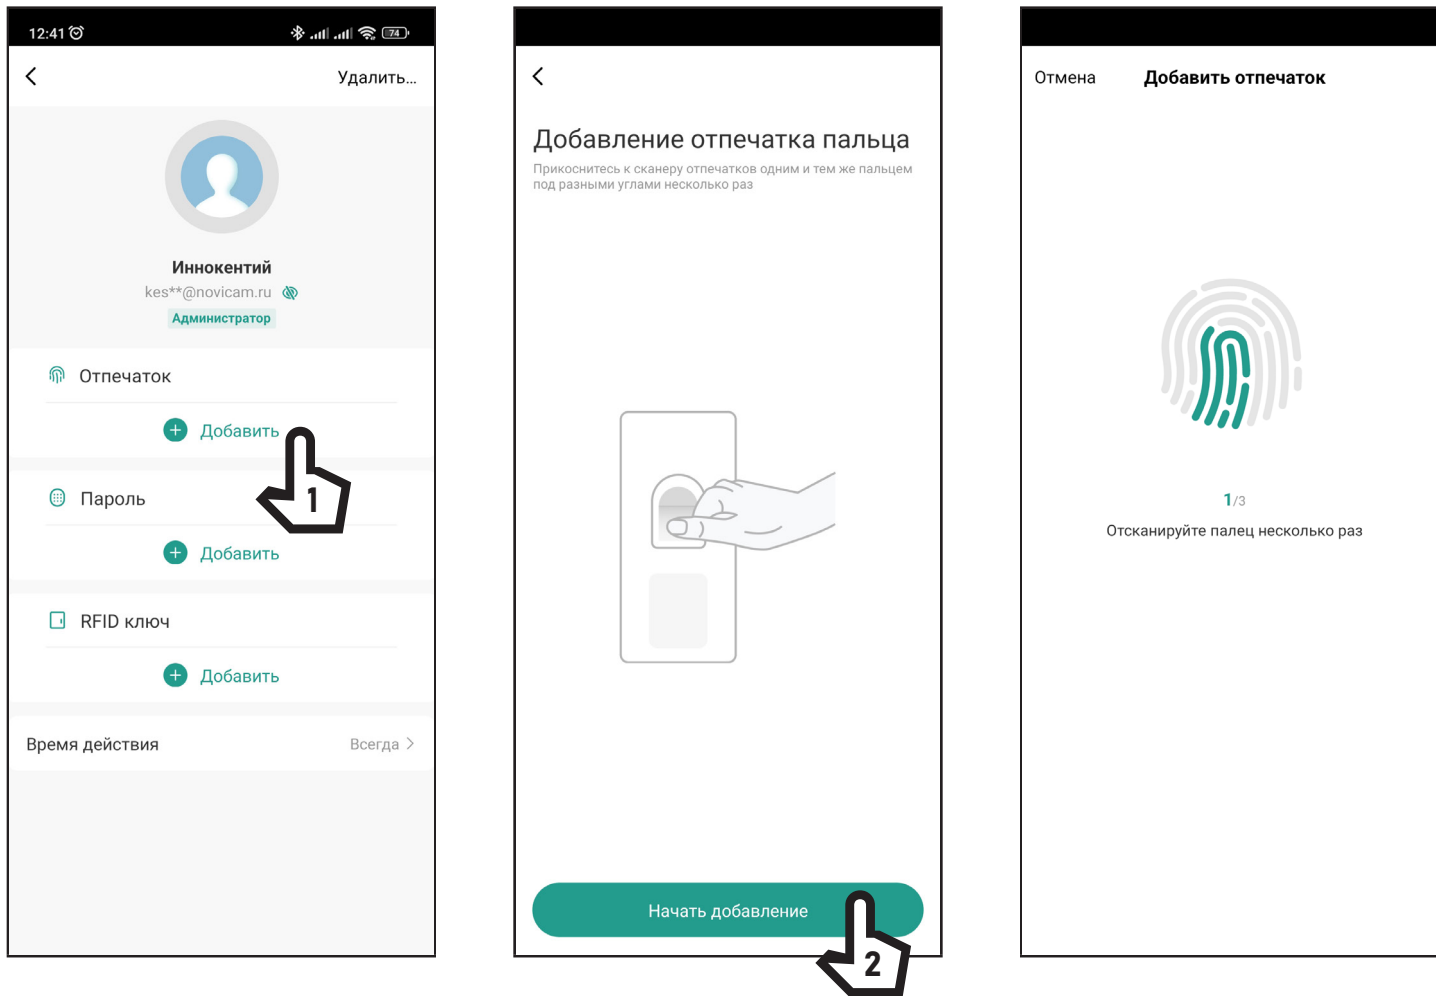 12:41
74
Удалить...
Иннокентий
kes**@novicam.ru
Администратор
Отпечаток
Добавить
1
Пароль
Добавить
RFID ключ
Добавить
Время действия
Всегда
Добавление отпечатка пальца
Прикоснитесь к сканеру отпечатков одним и тем же пальцем
под разными углами несколько раз
Начать добавление
2
Отмена
Добавить отпечаток
1/3
Отсканируйте палец несколько раз